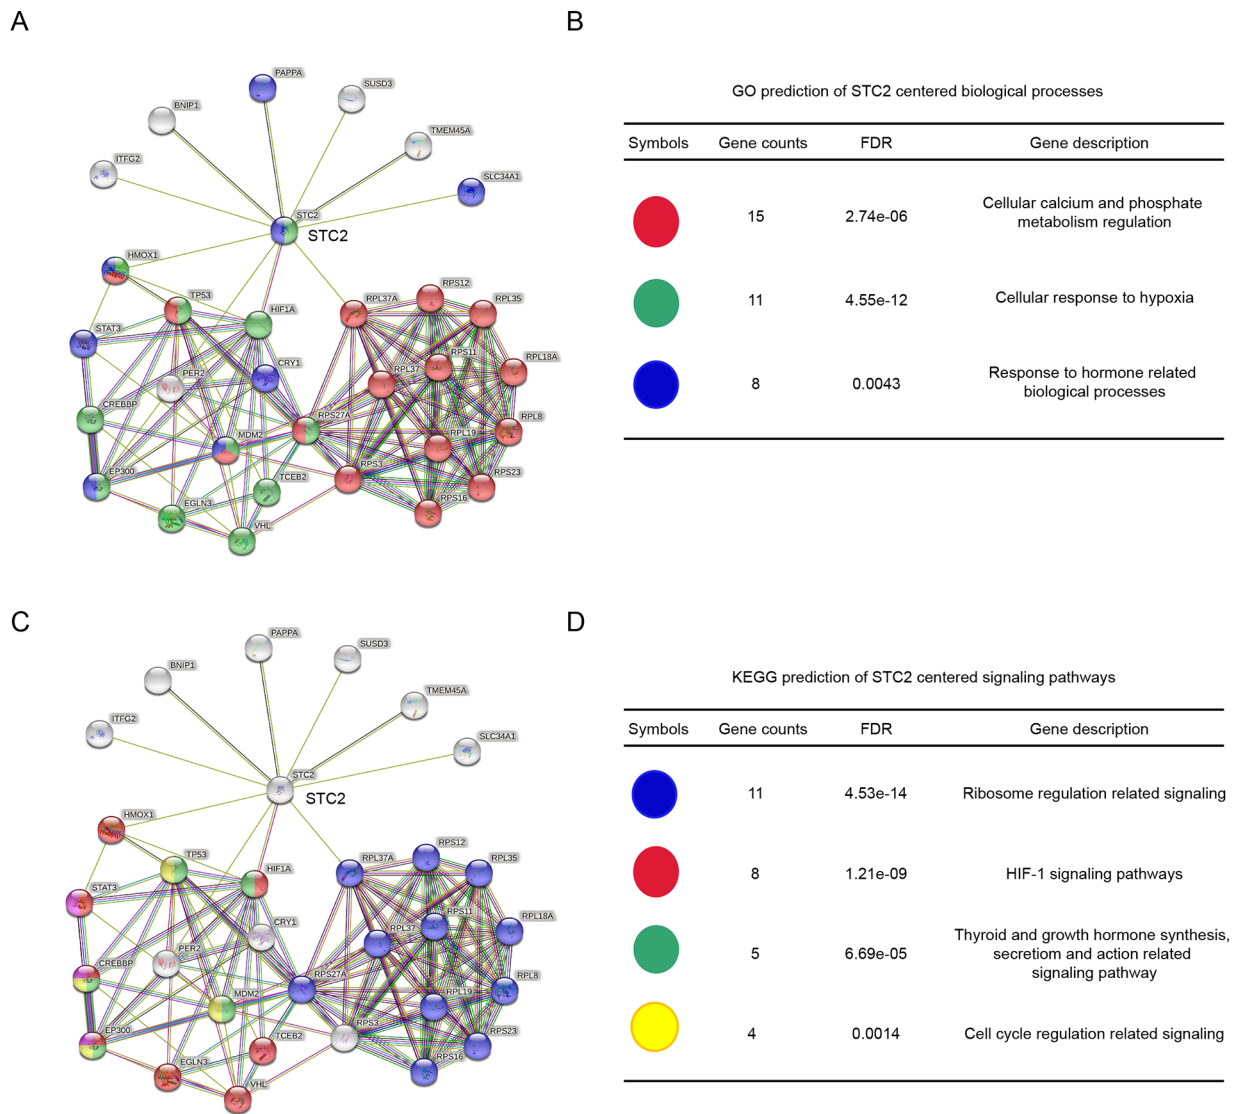 A
PAPPA
SUSD3
BNIP1
TMEM45A
ITFG2
SLC34A1
STC2
STC2
HMOX1
TP53
HIF1A
RPL37A
RPS12
RPL35
STAT3
PER2
CRY1
RPL37
RPS11
RPL18A
CREBBP
MDM2
RPS27A
RPL19
RPL8
EP300
TCEB2
RPS3
RPS23
EGLN3
VHL
RPS16
B
GO prediction of STC2 centered biological processes
Symbols Gene counts FDR Gene description
15 2.74e-06 Cellular calcium and phosphate
metabolism regulation
11 4.55e-12 Cellular response to hypoxia
8 0.0043 Response to hormone related
biological processes
C
PAPPA
SUSD3
BNIP1
TMEM45A
ITFG2
SLC34A1
STC2
STC2
HMOX1
TP53
HIF1A
RPL37A
RPS12
RPL35
STAT3
PER2
CRY1
RPL37
RPS11
RPL18A
CREBBP
MDM2
RPS27A
RPL19
RPL8
EP300
TCEB2
RPS3
RPS23
EGLN3
VHL
RPS16
D
KEGG prediction of STC2 centered signaling pathways
Symbols Gene counts FDR Gene description
11 4.53e-14 Ribosome regulation related signaling
8 1.21e-09 HIF-1 signaling pathways
5 6.69e-05 Thyroid and growth hormone synthesis,
secretiom and action related
signaling pathway
4 0.0014 Cell cycle regulation related signaling